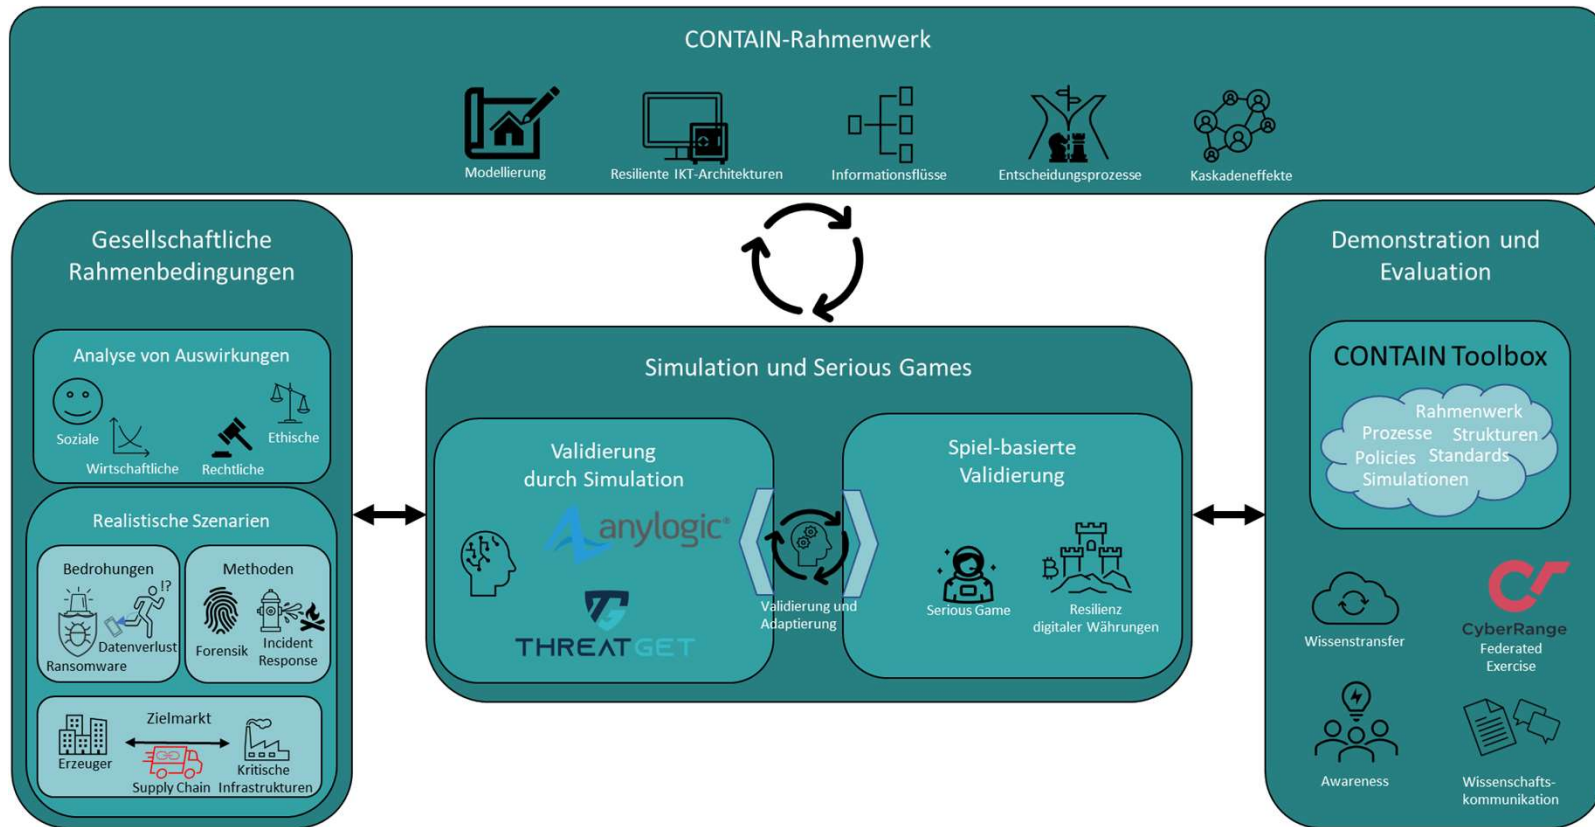 CONTAIN-Rahmenwerk
Modellierung
Resiliente IKT-Architekturen
Informationsflüsse
Entscheidungsprozesse
Kaskadeneffekte
Gesellschaftliche
Rahmenbedingungen
Analyse von Auswirkungen
Soziale
Wirtschaftliche
Rechtliche
Ethische
Realistische Szenarien
Bedrohungen
!?
Datenverlust
Ransomware
Methoden
Forensik
Incident
Response
Zielmarkt
Erzeuger
Supply Chain
Kritische
Infrastrukturen
Simulation und Serious Games
Validierung
durch Simulation
anylogic®
THREATGET
Validierung und
Adaptierung
Spiel-basierte
Validierung
Serious Game
Resilienz
digitaler Währungen
Demonstration und
Evaluation
CONTAIN Toolbox
Rahmenwerk
Prozesse
Strukturen
Policies
Standards
Simulationen
Wissenstransfer
CyberRange
Federated
Exercise
Awareness
Wissenschafts-
kommunikation